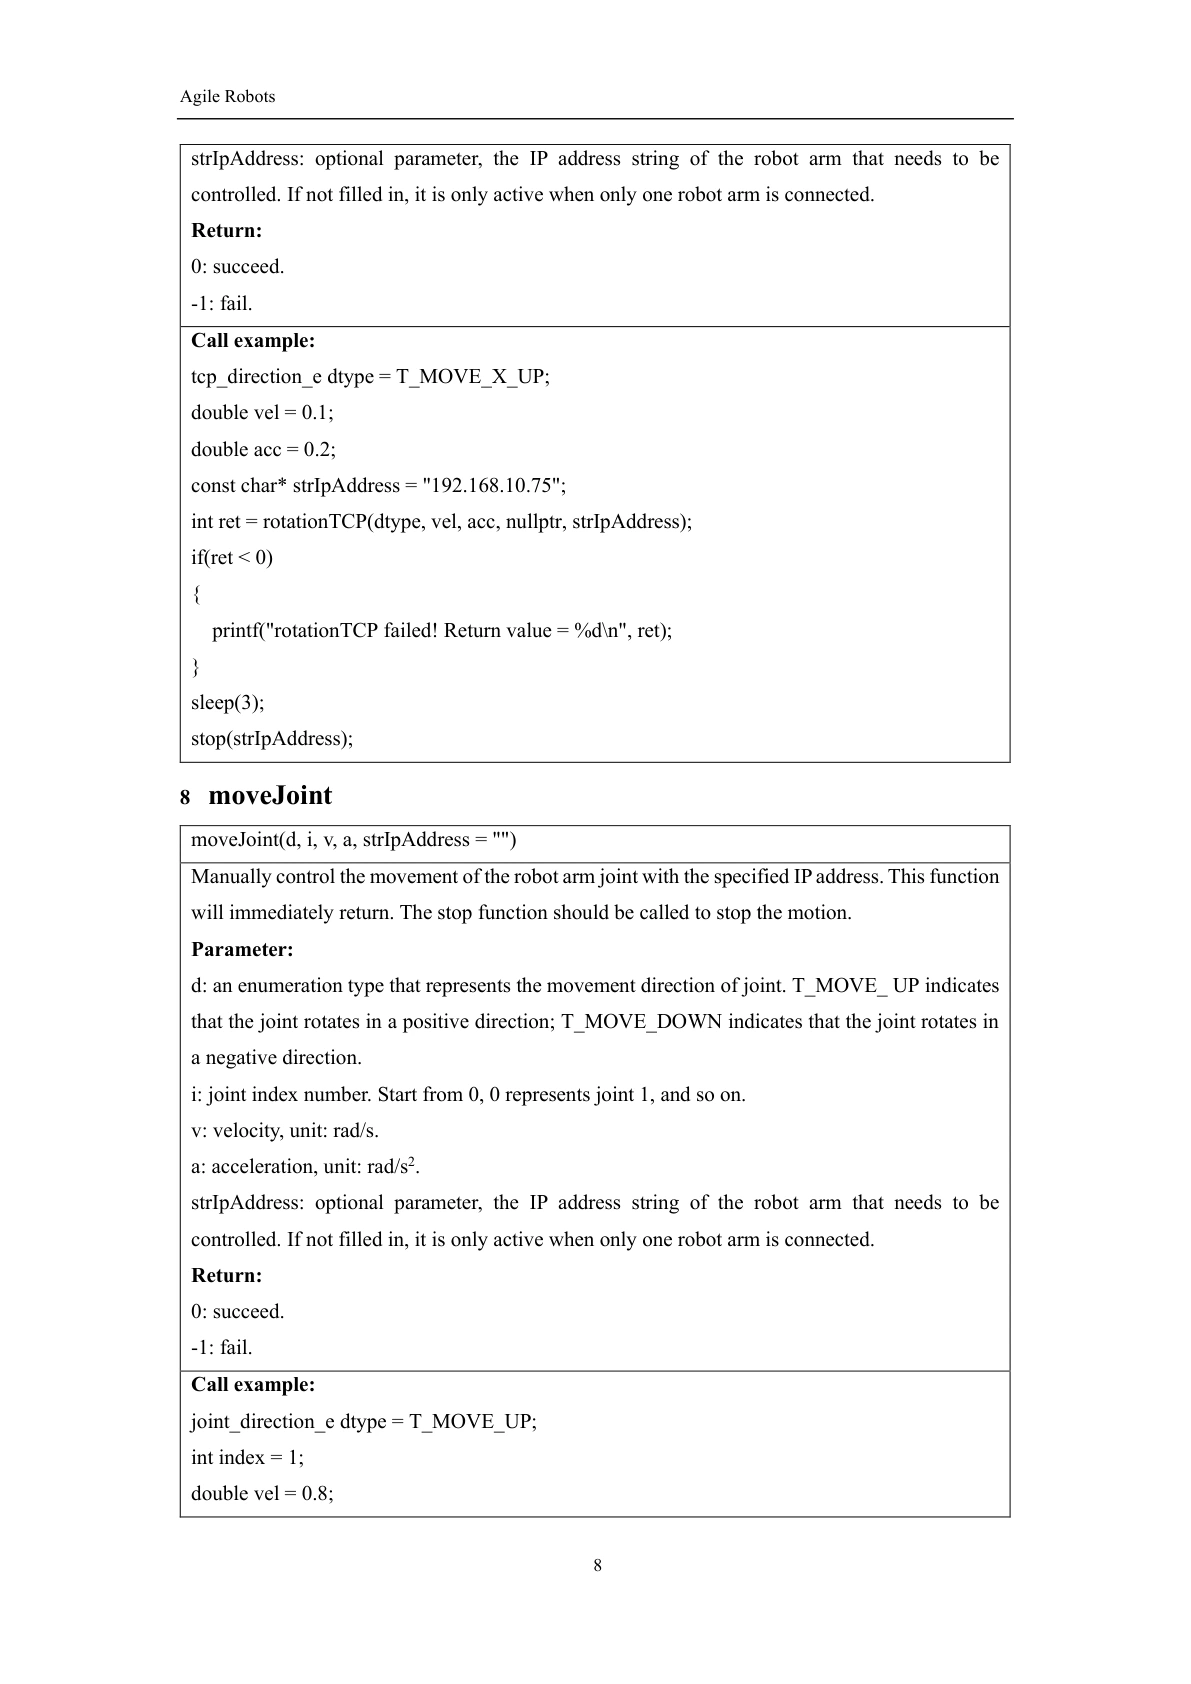 Agile Robots
strIpAddress: optional parameter, the IP address string of the robot arm that needs to be
controlled. If not filled in, it is only active when only one robot arm is connected.
Return:
0: succeed.
-1: fail.
Call example:
tcp_direction_e dtype = T_MOVE_X_UP;
double vel = 0.1;
double acc = 0.2;
const char* strIpAddress = "192.168.10.75";
int ret = rotationTCP(dtype, vel, acc, nullptr, strIpAddress);
if(ret < 0)
{
printf("rotationTCP failed! Return value = %d\n", ret);
}
sleep(3);
stop(strIpAddress);
8 moveJoint
moveJoint(d, i, v, a, strIpAddress = "")
Manually control the movement of the robot arm joint with the specified IP address. This function
will immediately return. The stop function should be called to stop the motion.
Parameter:
d: an enumeration type that represents the movement direction of joint. T_MOVE_ UP indicates
that the joint rotates in a positive direction; T_MOVE_DOWN indicates that the joint rotates in
a negative direction.
i: joint index number. Start from 0, 0 represents joint 1, and so on.
v: velocity, unit: rad/s.
a: acceleration, unit: rad/s².
strIpAddress: optional parameter, the IP address string of the robot arm that needs to be
controlled. If not filled in, it is only active when only one robot arm is connected.
Return:
0: succeed.
-1: fail.
Call example:
joint_direction_e dtype = T_MOVE_UP;
int index = 1;
double vel = 0.8;
8